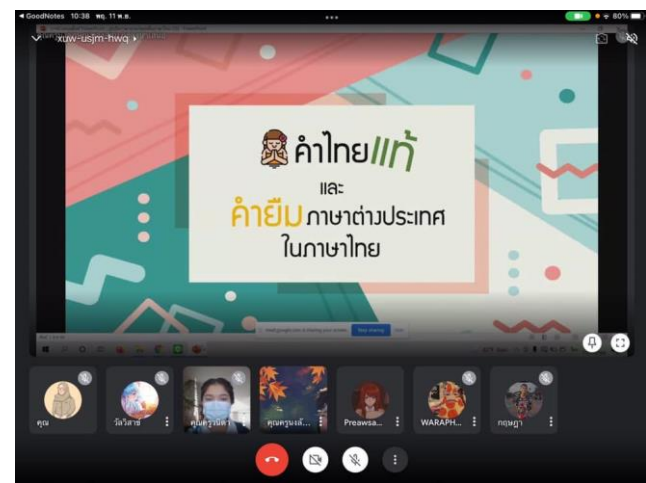 GoodNotes 10:38 พฤ. 11 พ.ย.
80%
xuw-usjm-hwq
คำไทยแท้
และ
คำยืม ภาษาต่างประเทศ
ในภาษาไทย
Stop sharing
คุณ
วัลวิสาข์
คุณครูวนิดา
คุณครูนงลั...
Preawsa...
WARAPH...
กฤษฎา